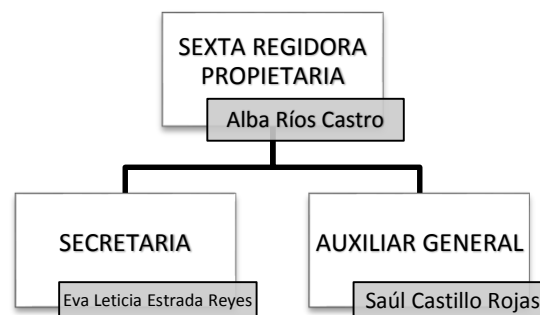 SEXTA REGIDORA
PROPIETARIA
Alba Ríos Castro
SECRETARIA
Eva Leticia Estrada Reyes
AUXILIAR GENERAL
Saúl Castillo Rojas